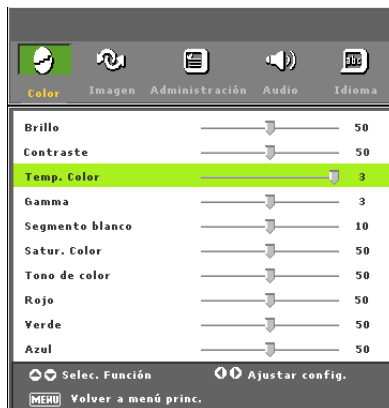 Color Imagen Administración Audio Idioma
Brillo 50
Contraste 50
Temp. Color 3
Gamma 3
Segmento blanco 10
Satur. Color 50
Tono de color 50
Rojo 50
Verde 50
Azul 50
Selec. Función Ajustar config.
MENU Volver a menú princ.